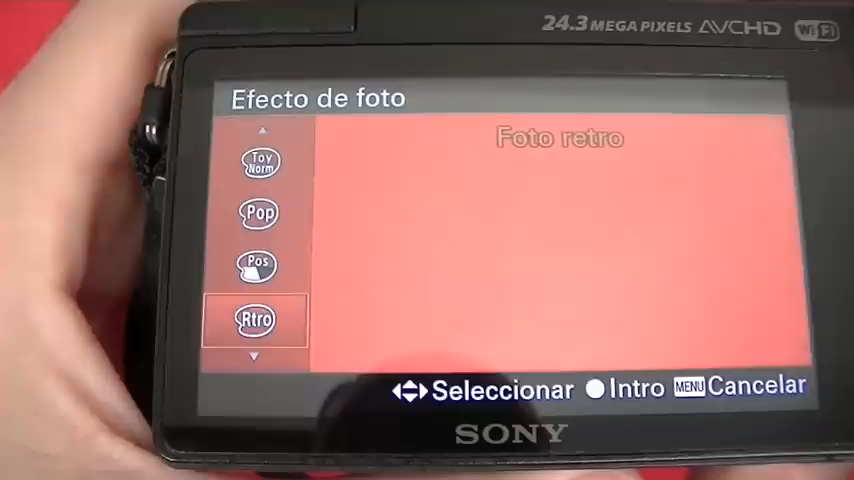 24.3 MEGA PIXELS AVCHD Wi Fi
Efecto de foto
Foto retro
Toy
Norm
Pop
Pos
Rtro
Seleccionar Intro MENU Cancelar
SONY